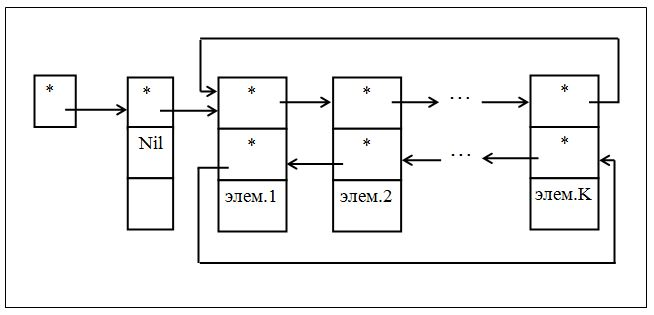 * * * * … *
Nil * * … *
элем.1 элем.2 элем.K